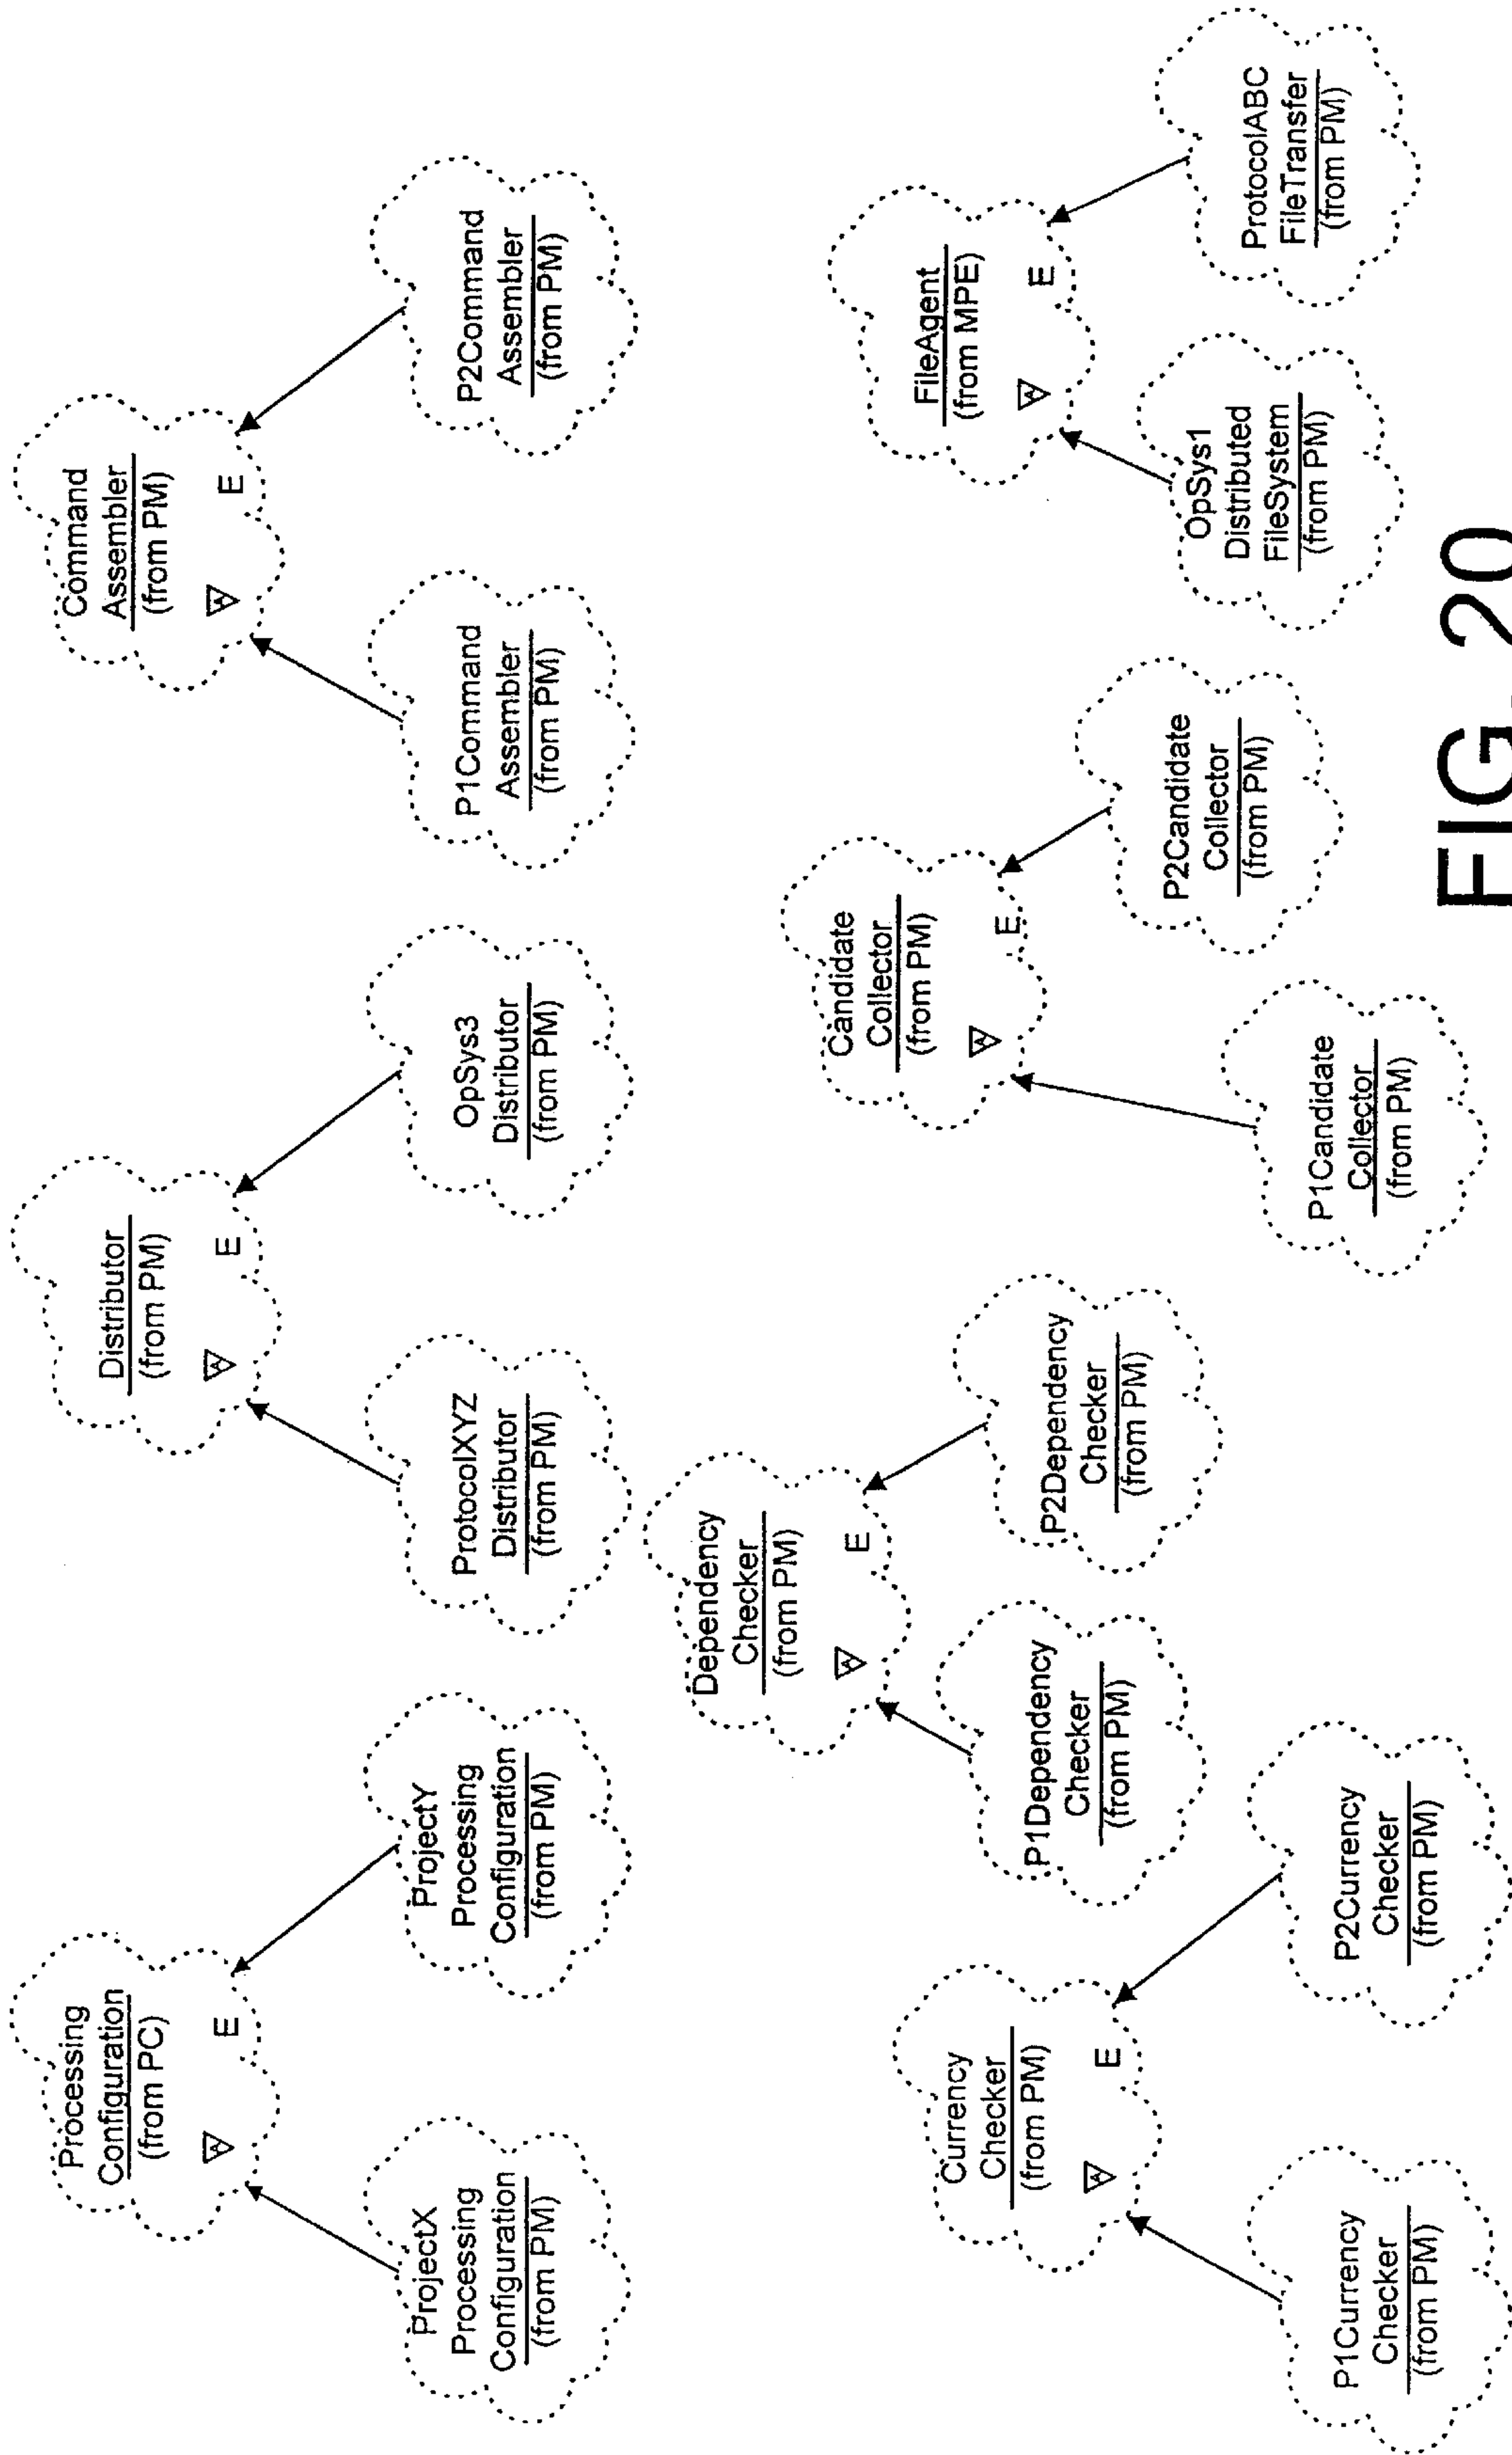 Processing
Configuration
(from PC)
A
E
ProjectX
Processing
Configuration
(from PM)
ProjectY
Processing
Configuration
(from PM)
Distributor
(from PM)
A
E
ProtocolXYZ
Distributor
(from PM)
OpSys3
Distributor
(from PM)
Command
Assembler
(from PM)
A
E
P1Command
Assembler
(from PM)
P2Command
Assembler
(from PM)
Currency
Checker
(from PM)
A
E
P1Currency
Checker
(from PM)
P2Currency
Checker
(from PM)
Dependency
Checker
(from PM)
A
E
P1Dependency
Checker
(from PM)
P2Dependency
Checker
(from PM)
Candidate
Collector
(from PM)
A
E
P1Candidate
Collector
(from PM)
P2Candidate
Collector
(from PM)
FileAgent
(from MPE)
A
E
OpSys1
Distributed
FileSystem
(from PM)
ProtocolABC
FileTransfer
(from PM)
FIG. 20